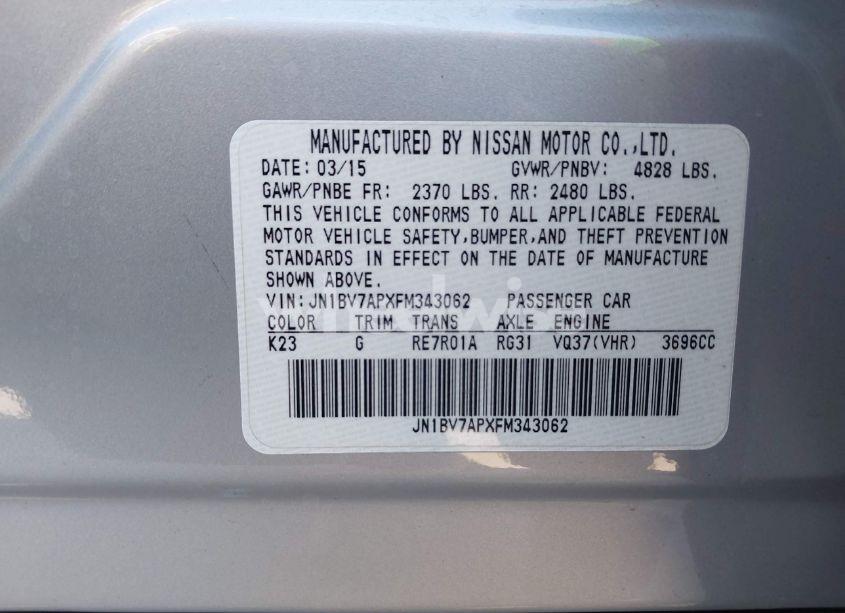 MANUFACTURED BY NISSAN MOTOR CO.,LTD.
DATE: 03/15 GVWR/PNBV: 4828 LBS.
GAWR/PNBE FR: 2370 LBS. RR: 2480 LBS.
THIS VEHICLE CONFORMS TO ALL APPLICABLE FEDERAL
MOTOR VEHICLE SAFETY,BUMPER,AND THEFT PREVENTION
STANDARDS IN EFFECT ON THE DATE OF MANUFACTURE
SHOWN ABOVE.
VIN:JN1BV7APXFM343062 PASSENGER CAR
COLOR TRIM TRANS AXLE ENGINE
K23 G RE7R01A RG31 VQ37(VHR) 3696CC
JN1BV7APXFM343062